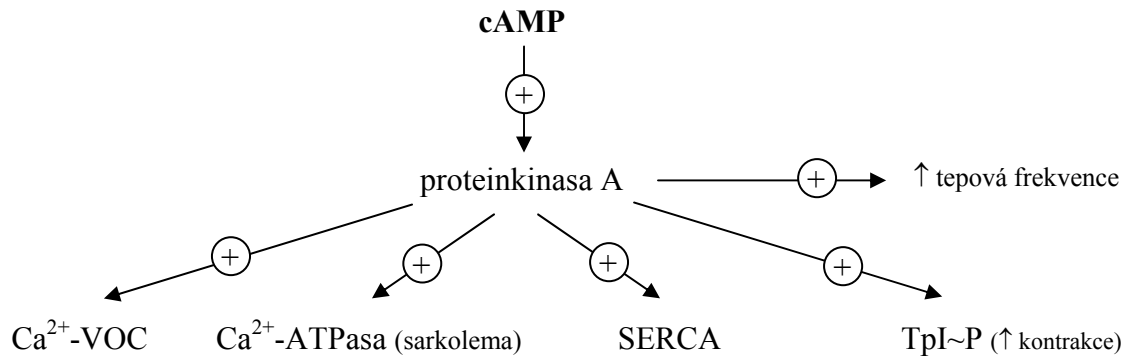 cAMP
+
proteinkinasa A + ↑ tepová frekvence
+ + + +
Ca²⁺-VOC Ca²⁺-ATPasa (sarkolema) SERCA TpI~P (↑ kontrakce)